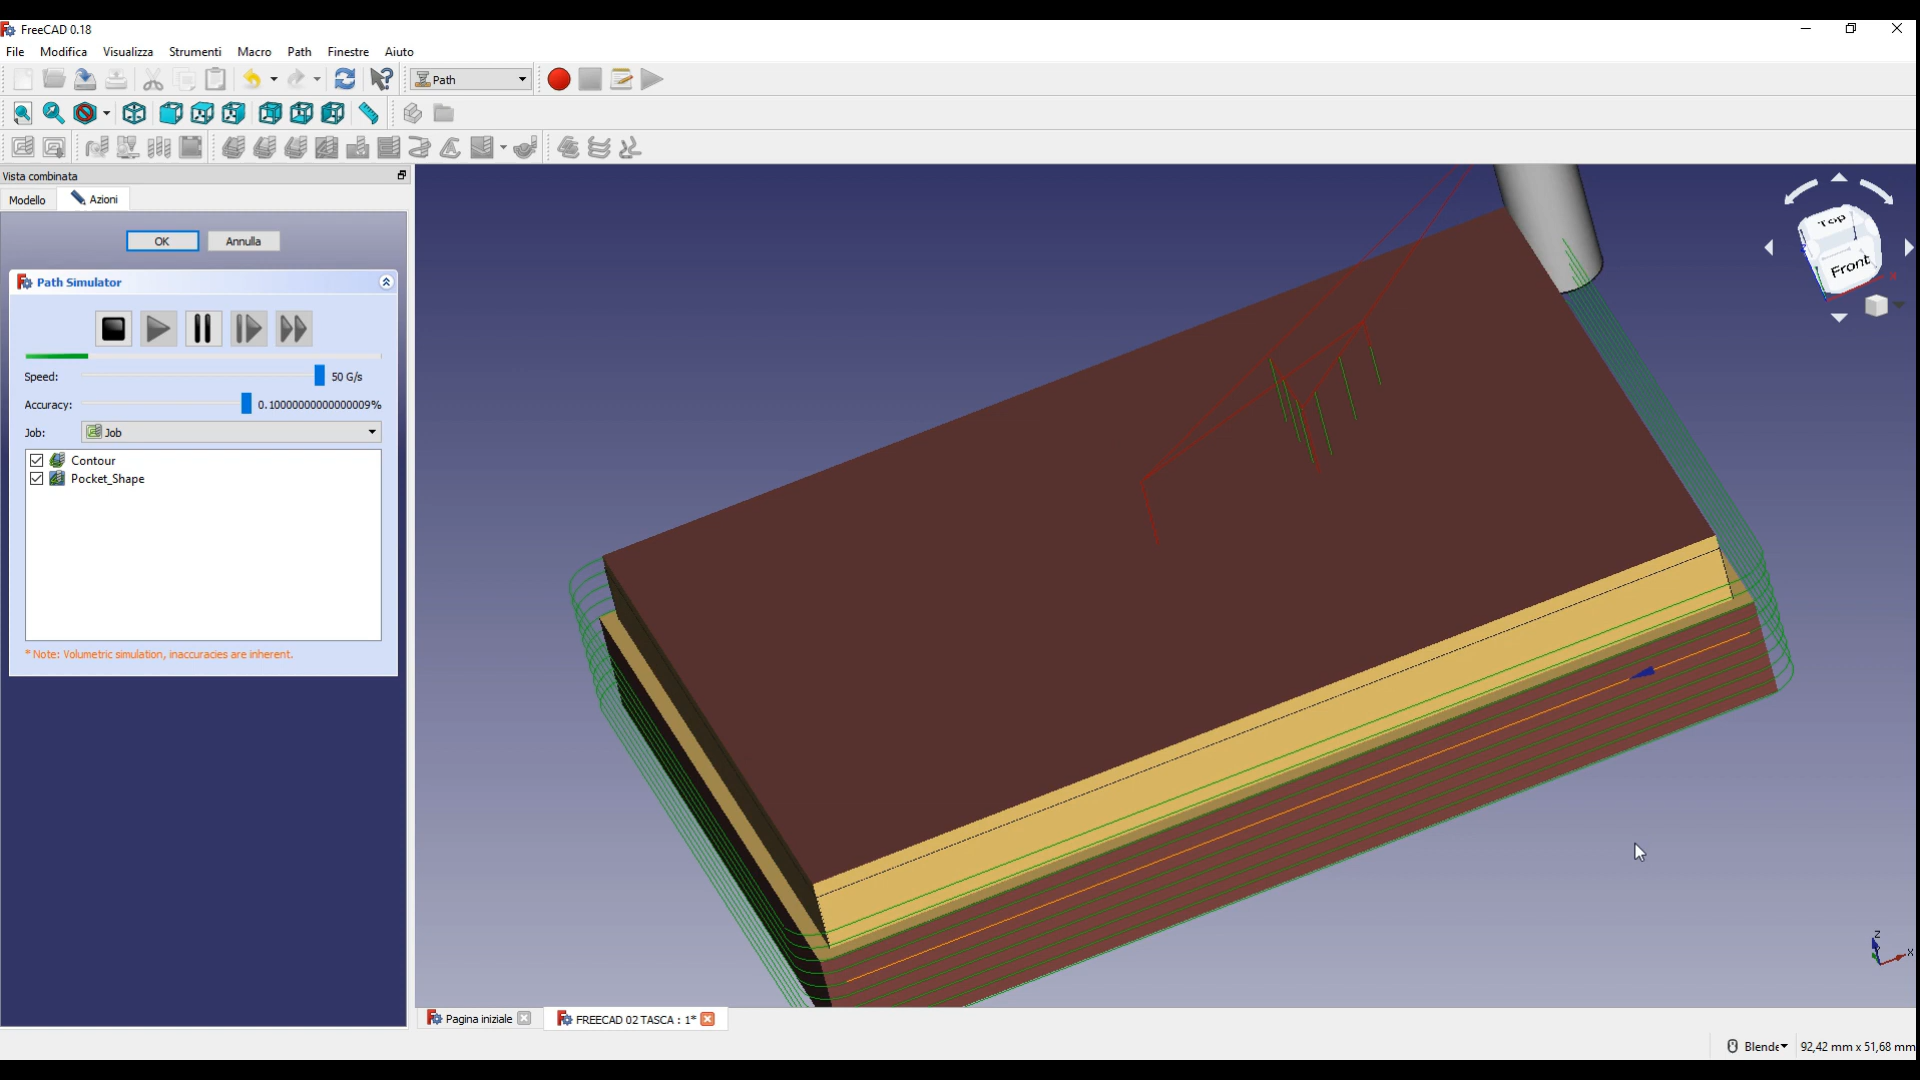 FreeCAD 0.18
File Modifica Visualizza Strumenti Macro Path Finestre Aiuto
Path
Vista combinata
Modello Azioni
OK Annulla
Path Simulator
Speed: 50 G/s
Accuracy: 0.10000000000000009%
Job: Job
Contour
Pocket_Shape
* Note: Volumetric simulation, inaccuracies are inherent.
Top
Front
X
Z
X
Pagina iniziale FREECAD 02 TASCA : 1*
Blende 92,42 mm x 51,68 mm